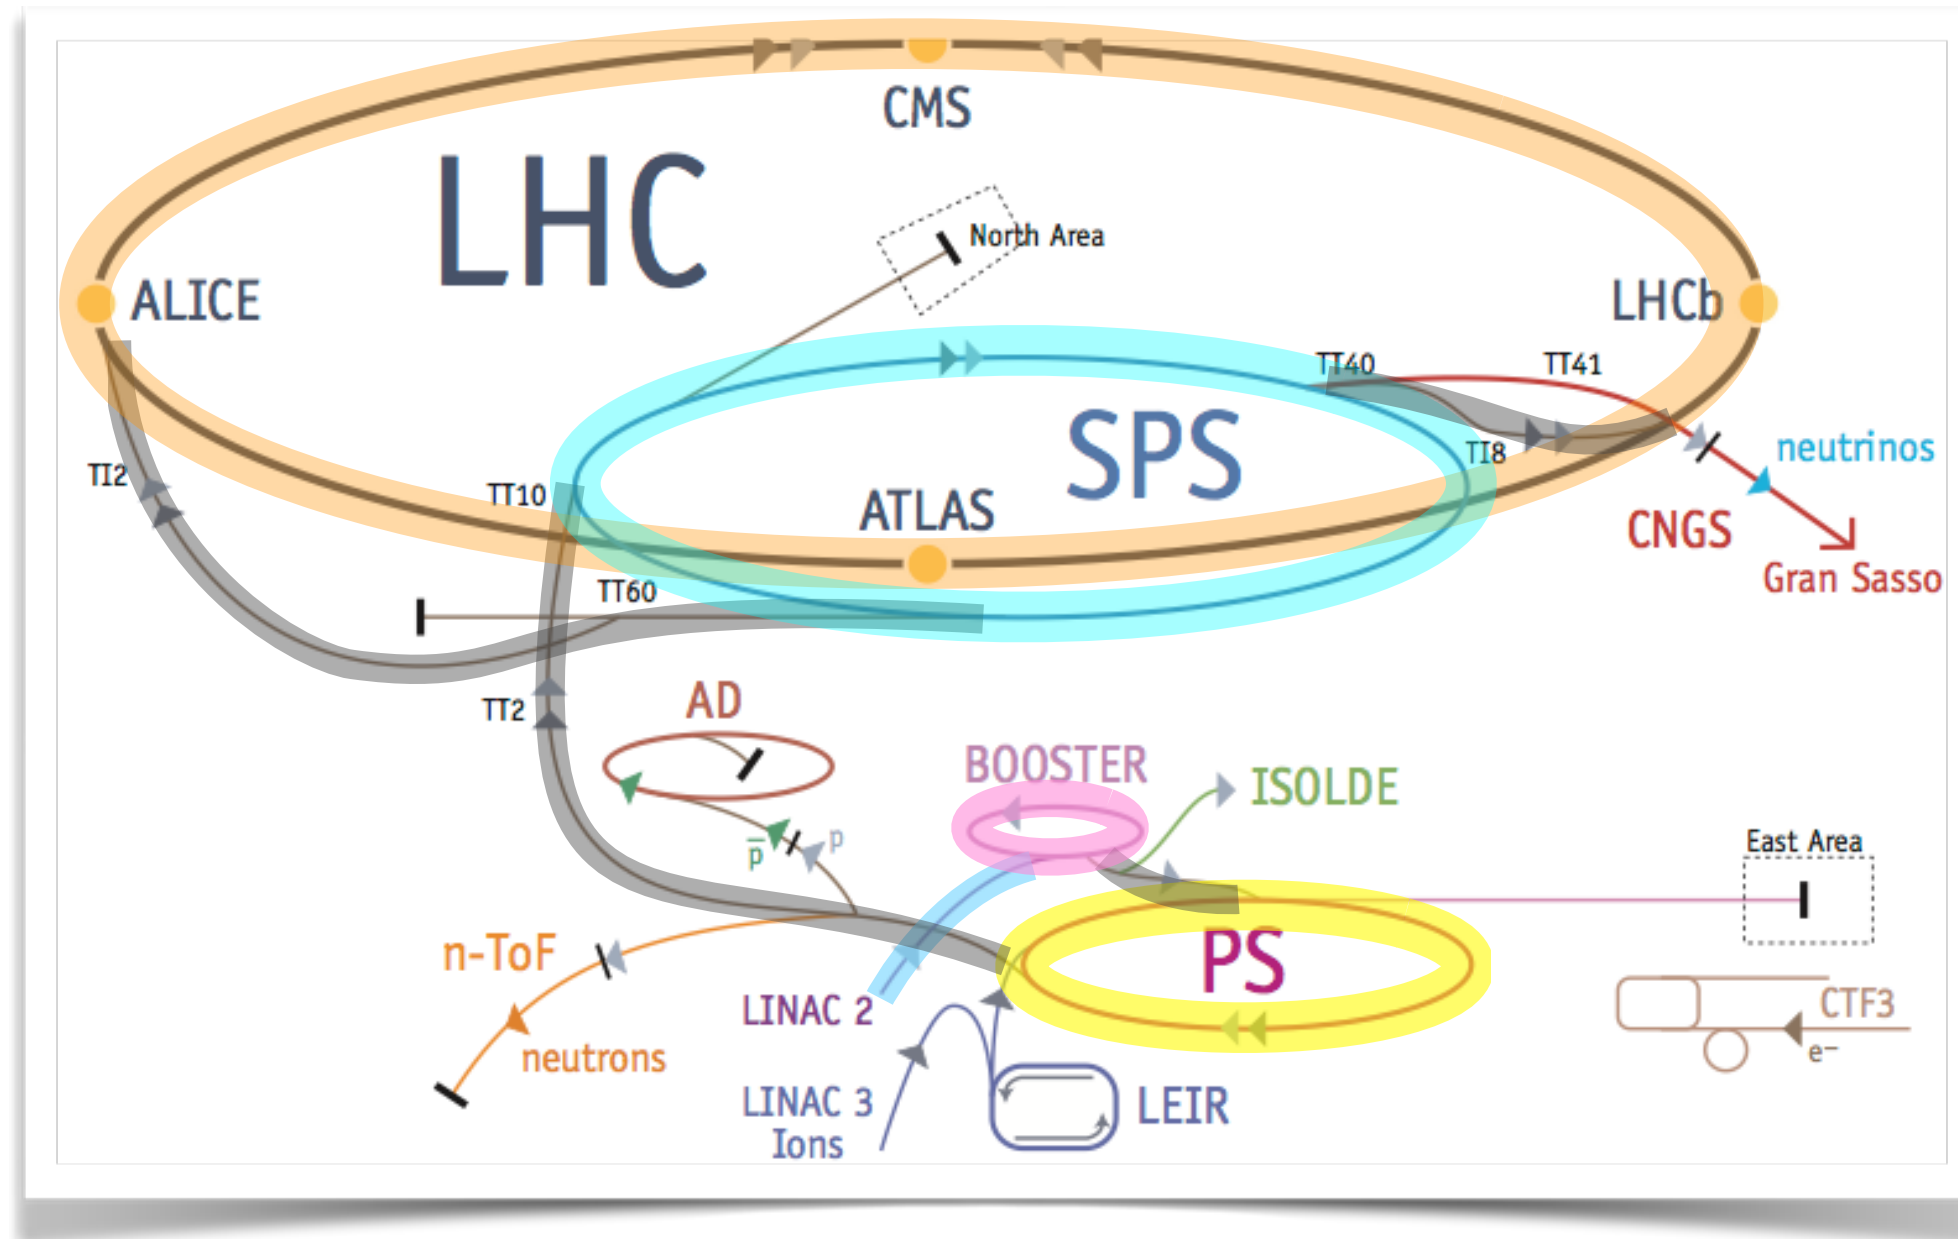 CMS
LHC
North Area
ALICE
LHCb
TT40
TT41
SPS
TI8
neutrinos
TI2
TT10
ATLAS
CNGS
Gran Sasso
TT60
AD
TT2
BOOSTER
ISOLDE
p̅
p
East Area
n-ToF
PS
LINAC 2
CTF3
neutrons
e−
LINAC 3
Ions
LEIR